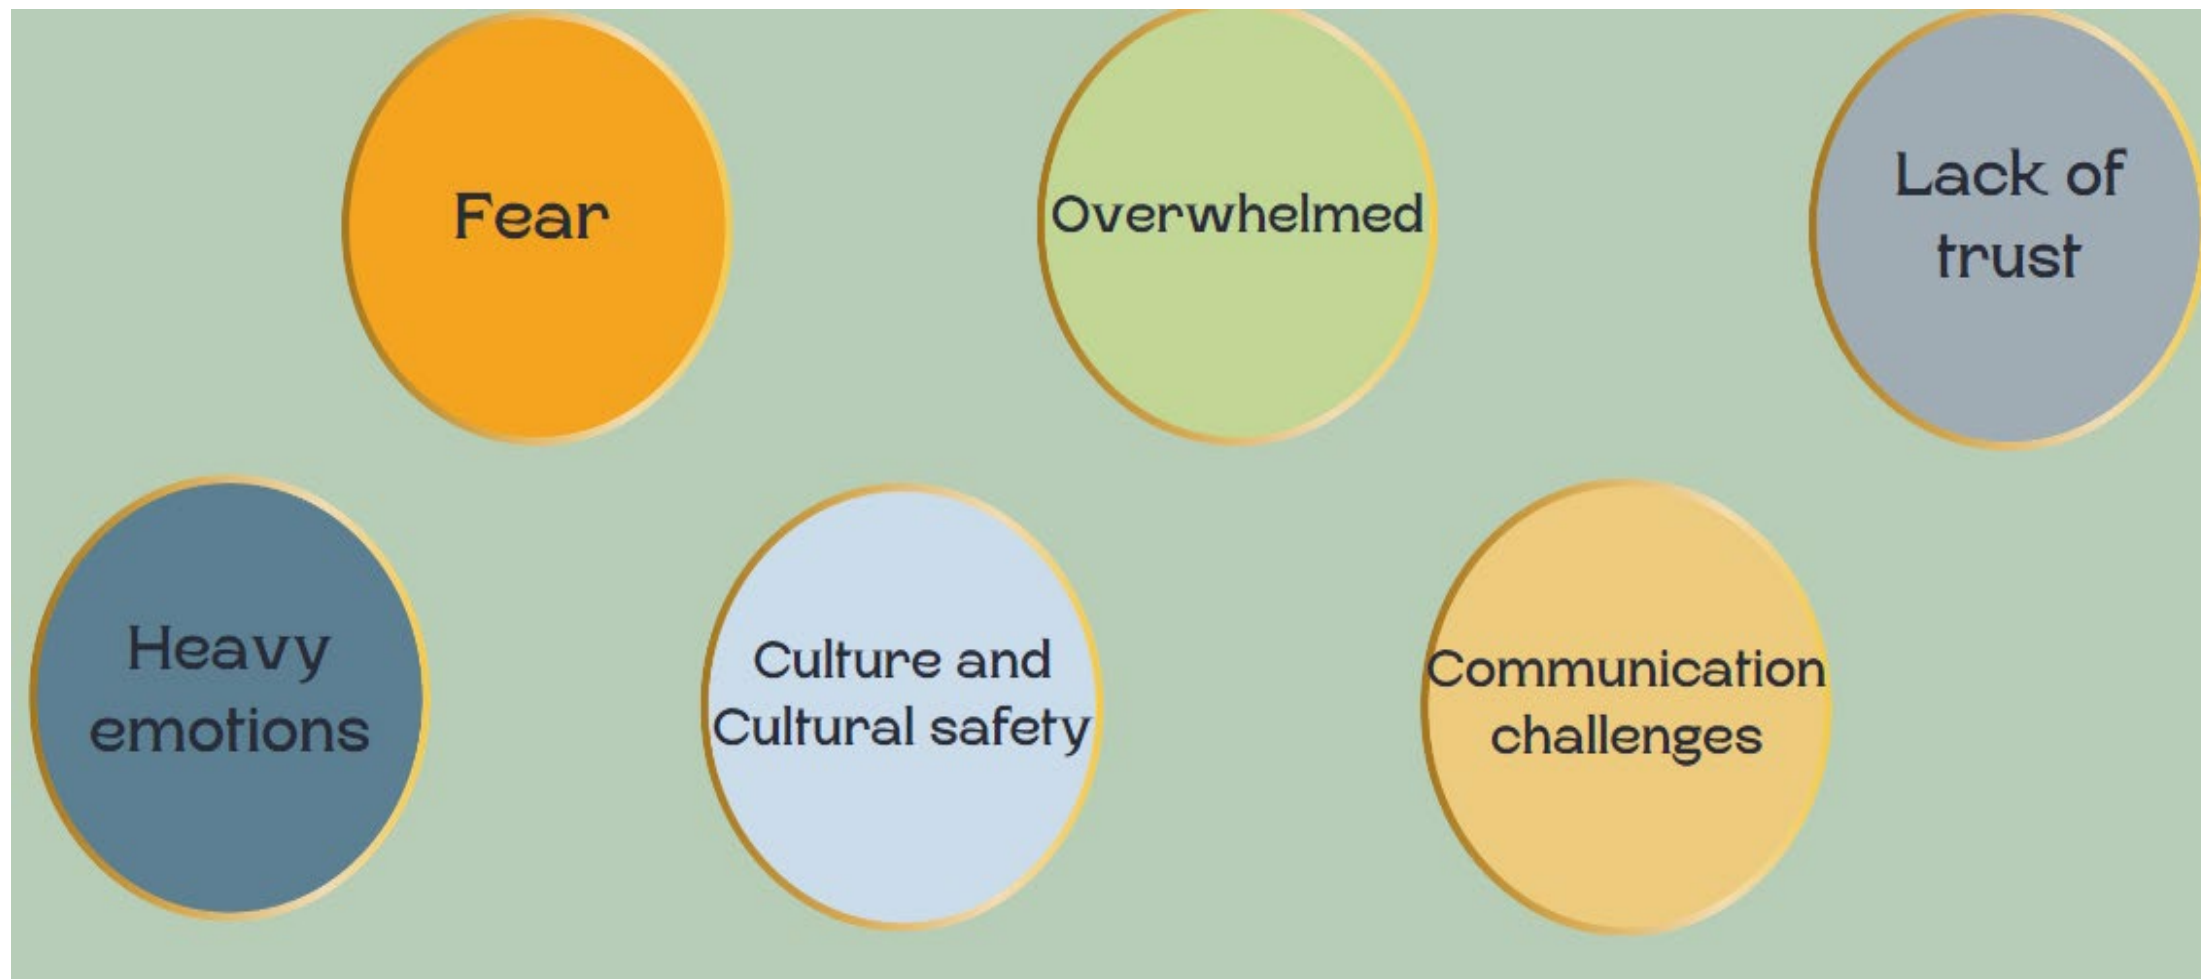 Fear
Overwhelmed
Lack of
trust
Heavy
emotions
Culture and
Cultural safety
Communication
challenges